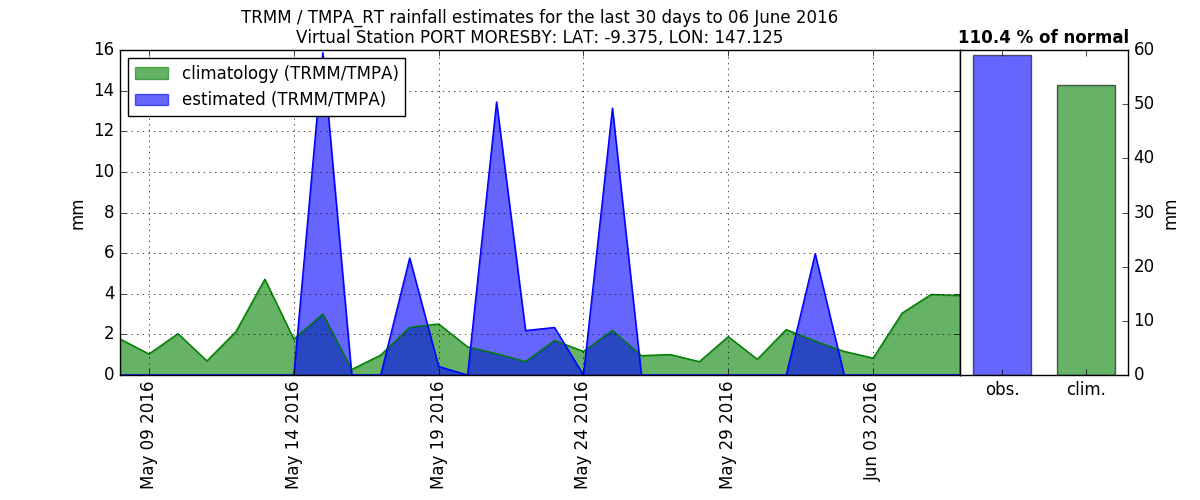 TRMM / TMPA_RT rainfall estimates for the last 30 days to 06 June 2016
Virtual Station PORT MORESBY: LAT: -9.375, LON: 147.125
110.4 % of normal
climatology (TRMM/TMPA)
estimated (TRMM/TMPA)
16
14
12
10
8
6
4
2
0
mm
May 09 2016
May 14 2016
May 19 2016
May 24 2016
May 29 2016
Jun 03 2016
60
50
40
30
20
10
0
mm
obs.
clim.